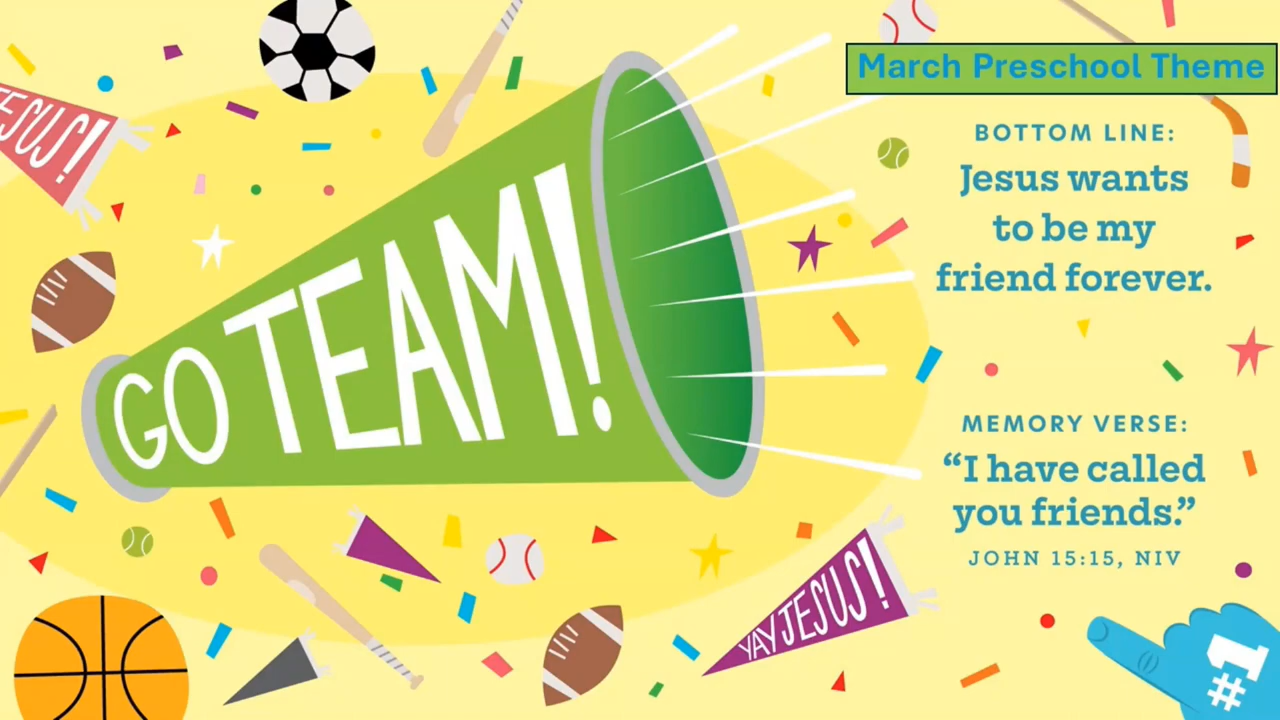 March Preschool Theme
BOTTOM LINE:
Jesus wants
to be my
friend forever.
MEMORY VERSE:
“I have called
you friends.”
JOHN 15:15, NIV
GO TEAM!
YAY JESUS!
#1